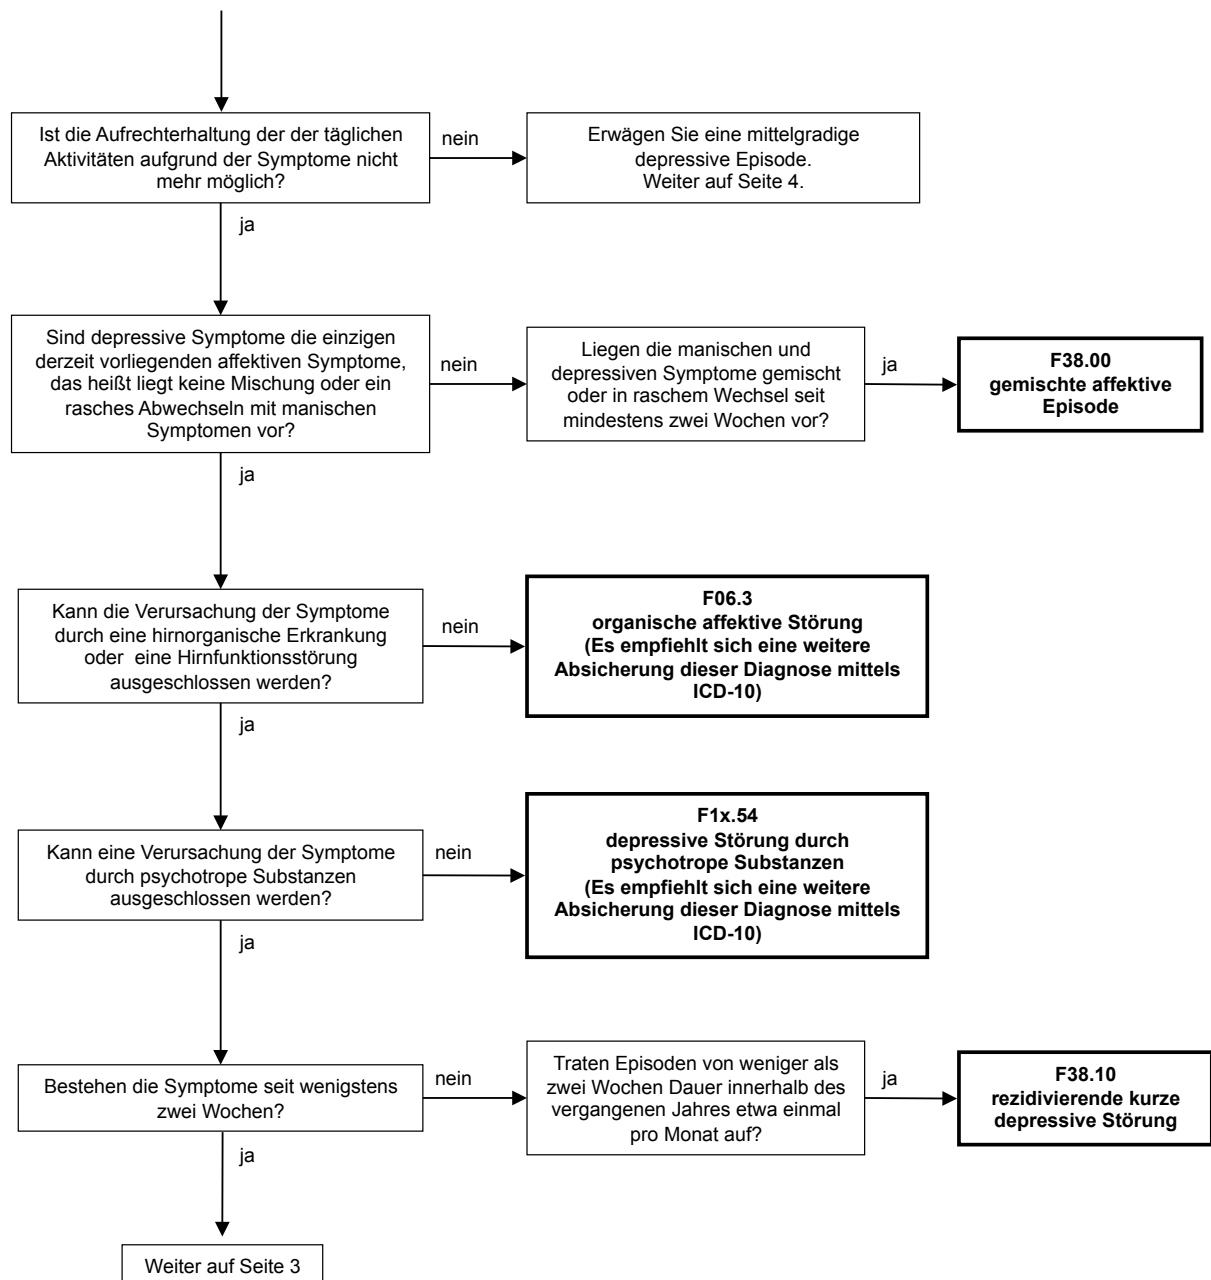 Ist die Aufrechterhaltung der der täglichen
Aktivitäten aufgrund der Symptome nicht
mehr möglich?
nein
Erwägen Sie eine mittelgradige
depressive Episode.
Weiter auf Seite 4.
ja
Sind depressive Symptome die einzigen
derzeit vorliegenden affektiven Symptome,
das heißt liegt keine Mischung oder ein
rasches Abwechseln mit manischen
Symptomen vor?
nein
Liegen die manischen und
depressiven Symptome gemischt
oder in raschem Wechsel seit
mindestens zwei Wochen vor?
ja
F38.00
gemischte affektive
Episode
ja
Kann die Verursachung der Symptome
durch eine hirnorganische Erkrankung
oder eine Hirnfunktionsstörung
ausgeschlossen werden?
nein
F06.3
organische affektive Störung
(Es empfiehlt sich eine weitere
Absicherung dieser Diagnose mittels
ICD-10)
ja
Kann eine Verursachung der Symptome
durch psychotrope Substanzen
ausgeschlossen werden?
nein
F1x.54
depressive Störung durch
psychotrope Substanzen
(Es empfiehlt sich eine weitere
Absicherung dieser Diagnose mittels
ICD-10)
ja
Bestehen die Symptome seit wenigstens
zwei Wochen?
nein
Traten Episoden von weniger als
zwei Wochen Dauer innerhalb des
vergangenen Jahres etwa einmal
pro Monat auf?
ja
F38.10
rezidivierende kurze
depressive Störung
ja
Weiter auf Seite 3